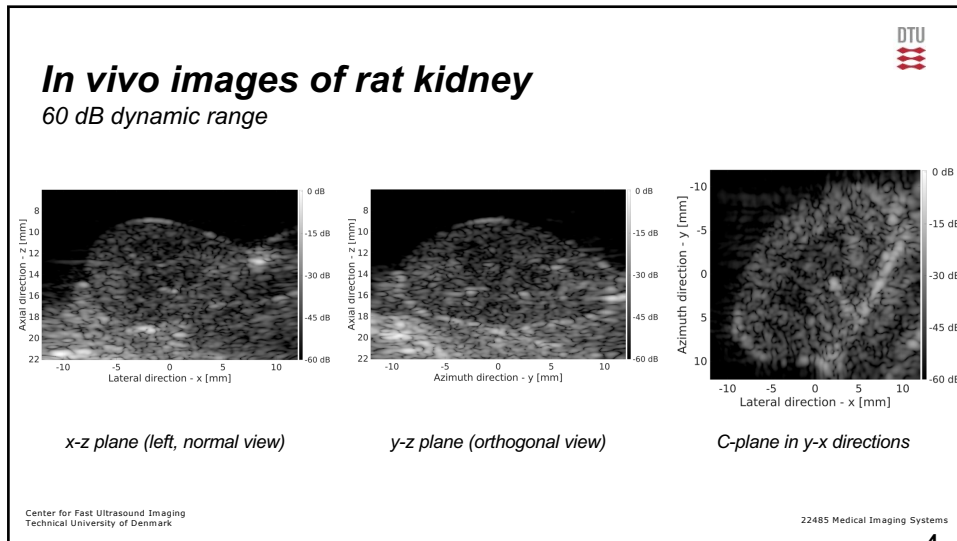 DTU
In vivo images of rat kidney
60 dB dynamic range
0 dB
-15 dB
-30 dB
-45 dB
-60 dB
8
10
12
14
16
18
20
22
Axial direction - z [mm]
-10 -5 0 5 10
Lateral direction - x [mm]
0 dB
-15 dB
-30 dB
-45 dB
-60 dB
8
10
12
14
16
18
20
22
Axial direction - z [mm]
-10 -5 0 5 10
Azimuth direction - y [mm]
0 dB
-15 dB
-30 dB
-45 dB
-60 dB
-10
-5
0
5
10
Azimuth direction - y [mm]
-10 -5 0 5 10
Lateral direction - x [mm]
x-z plane (left, normal view)
y-z plane (orthogonal view)
C-plane in y-x directions
Center for Fast Ultrasound Imaging
Technical University of Denmark
22485 Medical Imaging Systems